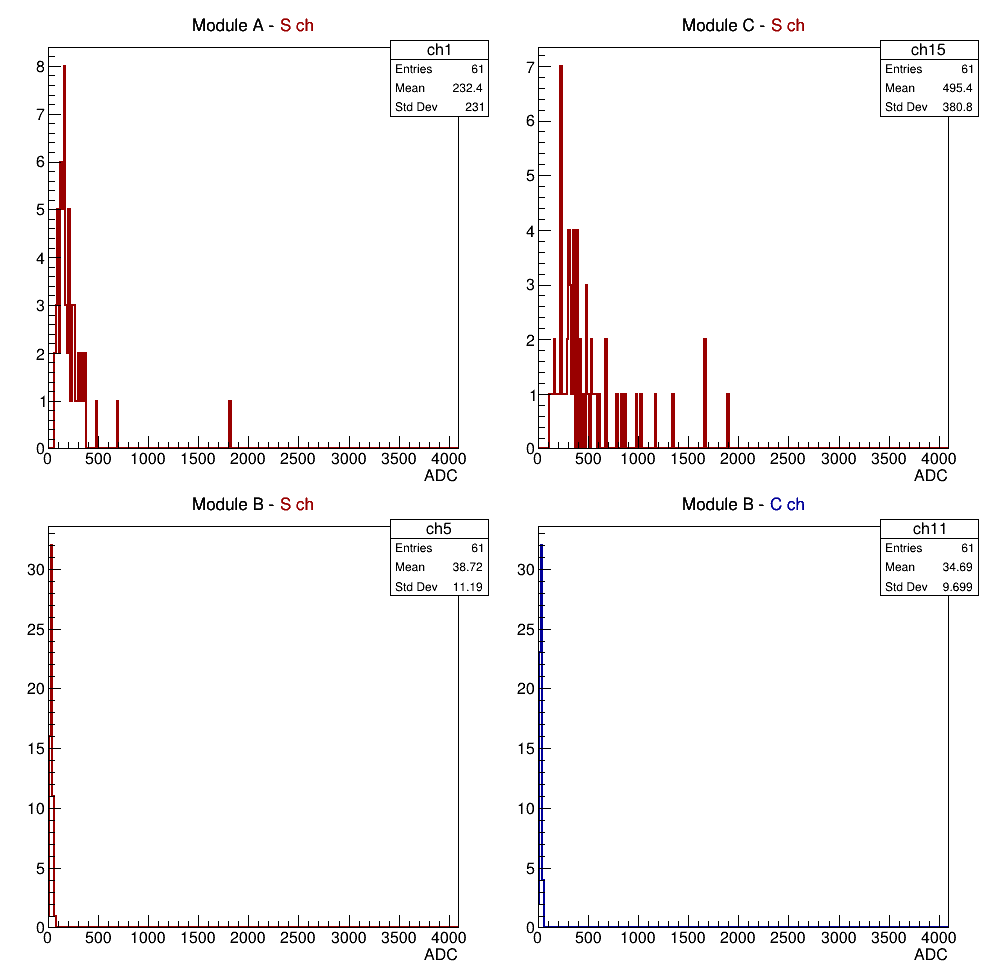 Module A - S ch
ch1
Entries 61
Mean 232.4
Std Dev 231
8
7
6
5
4
3
2
1
0
0 500 1000 1500 2000 2500 3000 3500 4000
ADC
Module C - S ch
ch15
Entries 61
Mean 495.4
Std Dev 380.8
7
6
5
4
3
2
1
0
0 500 1000 1500 2000 2500 3000 3500 4000
ADC
Module B - S ch
ch5
Entries 61
Mean 38.72
Std Dev 11.19
30
25
20
15
10
5
0
0 500 1000 1500 2000 2500 3000 3500 4000
ADC
Module B - C ch
ch11
Entries 61
Mean 34.69
Std Dev 9.699
30
25
20
15
10
5
0
0 500 1000 1500 2000 2500 3000 3500 4000
ADC